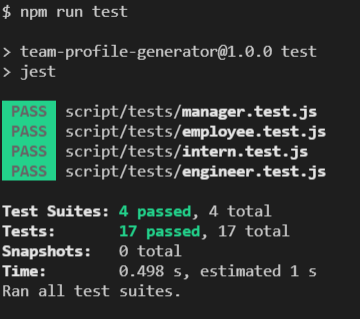 $ npm run test
> team-profile-generator@1.0.0 test
> jest
PASS script/tests/manager.test.js
PASS script/tests/employee.test.js
PASS script/tests/intern.test.js
PASS script/tests/engineer.test.js
Test Suites: 4 passed, 4 total
Tests: 17 passed, 17 total
Snapshots: 0 total
Time: 0.498 s, estimated 1 s
Ran all test suites.